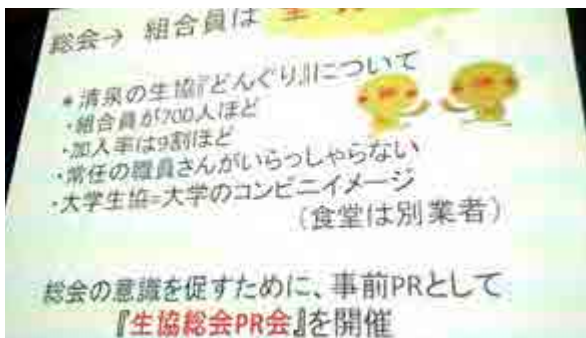 総会→ 組合員は
*清泉の生協『どんぐり』について
・組合員が700人ほど
・加入率は9割ほど
・常任の職員さんがいらっしゃらない
・大学生協=大学のコンビニイメージ
（食堂は別業者）
総会の意識を促すために、事前PRとして
『生協総会PR会』を開催